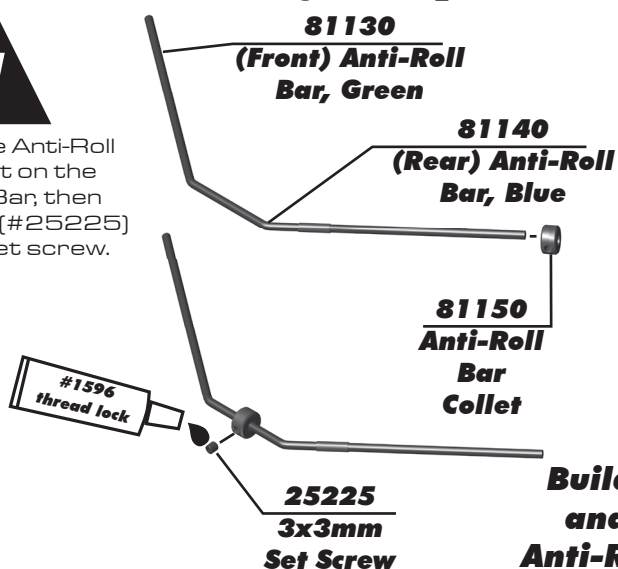 81130
(Front) Anti-Roll
Bar, Green
81140
(Rear) Anti-Roll
Bar, Blue
Anti-Roll
t on the
Bar, then
(#25225)
et screw.
81150
Anti-Roll
Bar
Collet
#1596
thread lock
25225
3x3mm
Set Screw
Buil
and
Anti-R